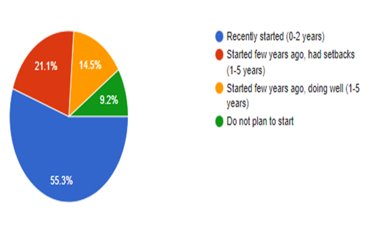 Recently started (0-2 years)
Started few years ago, had setbacks
(1-5 years)
Started few years ago, doing well (1-5
years)
Do not plan to start
21.1%
14.5%
9.2%
55.3%